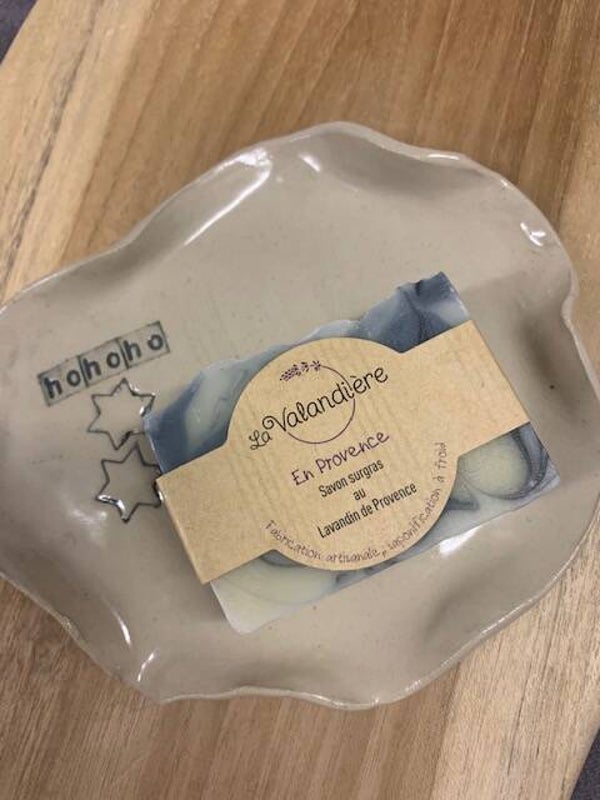 hohoho
La Valandière
En Provence
Savon surgras
au
Lavandin de Provence
Fabrication artisanale, saponification à froid